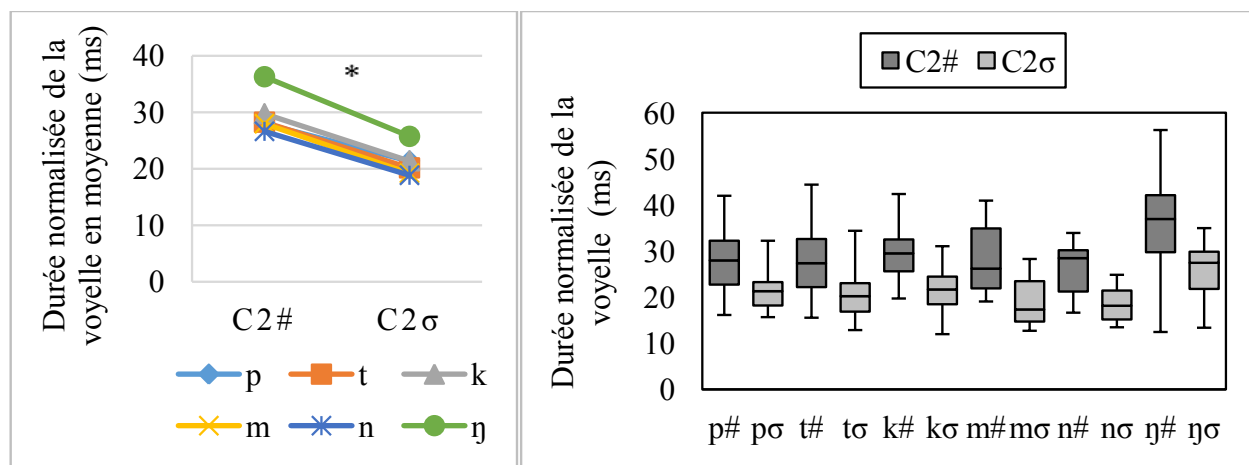 Durée normalisée de la
voyelle en moyenne (ms)
40
30
20
10
0
*
C2# C2σ
p t k
m n ŋ
C2# C2σ
Durée normalisée de la
voyelle (ms)
60
50
40
30
20
10
0
p# pσ t# tσ k# kσ m# mσ n# nσ ŋ# ŋσ